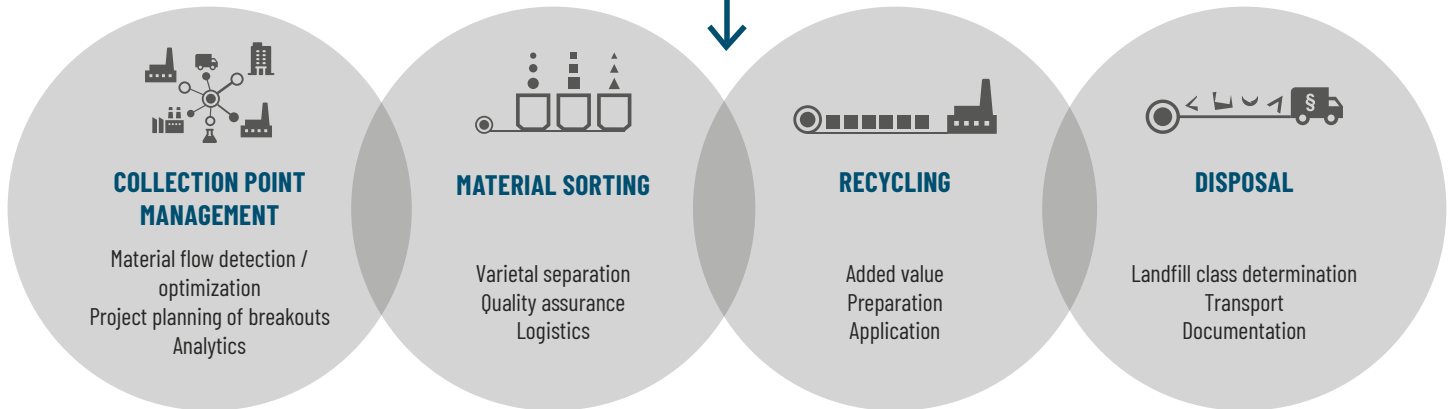 §
COLLECTION POINT
MANAGEMENT
Material flow detection /
optimization
Project planning of breakouts
Analytics
MATERIAL SORTING
Varietal separation
Quality assurance
Logistics
RECYCLING
Added value
Preparation
Application
DISPOSAL
Landfill class determination
Transport
Documentation